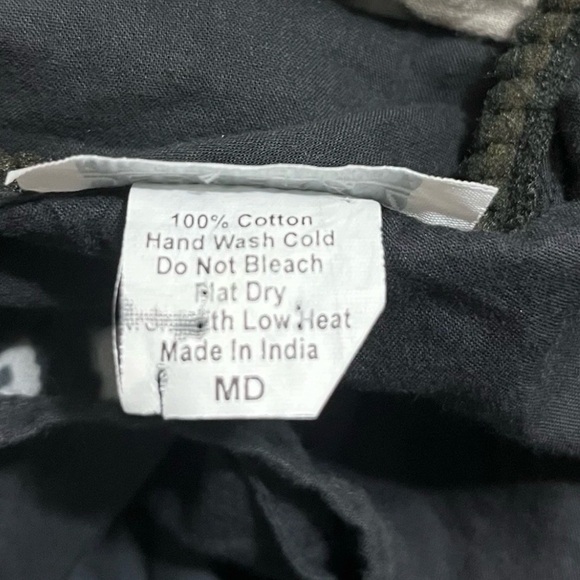 100% Cotton
Hand Wash Cold
Do Not Bleach
Flat Dry
Low Heat
Made In India
MD